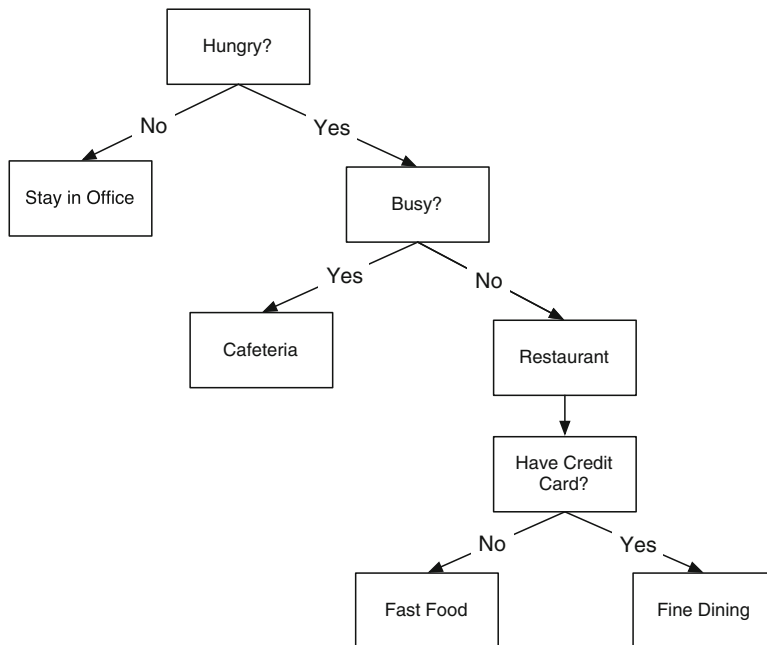 Hungry?
No
Yes
Stay in Office
Busy?
Yes
No
Cafeteria
Restaurant
Have Credit
Card?
No
Yes
Fast Food
Fine Dining